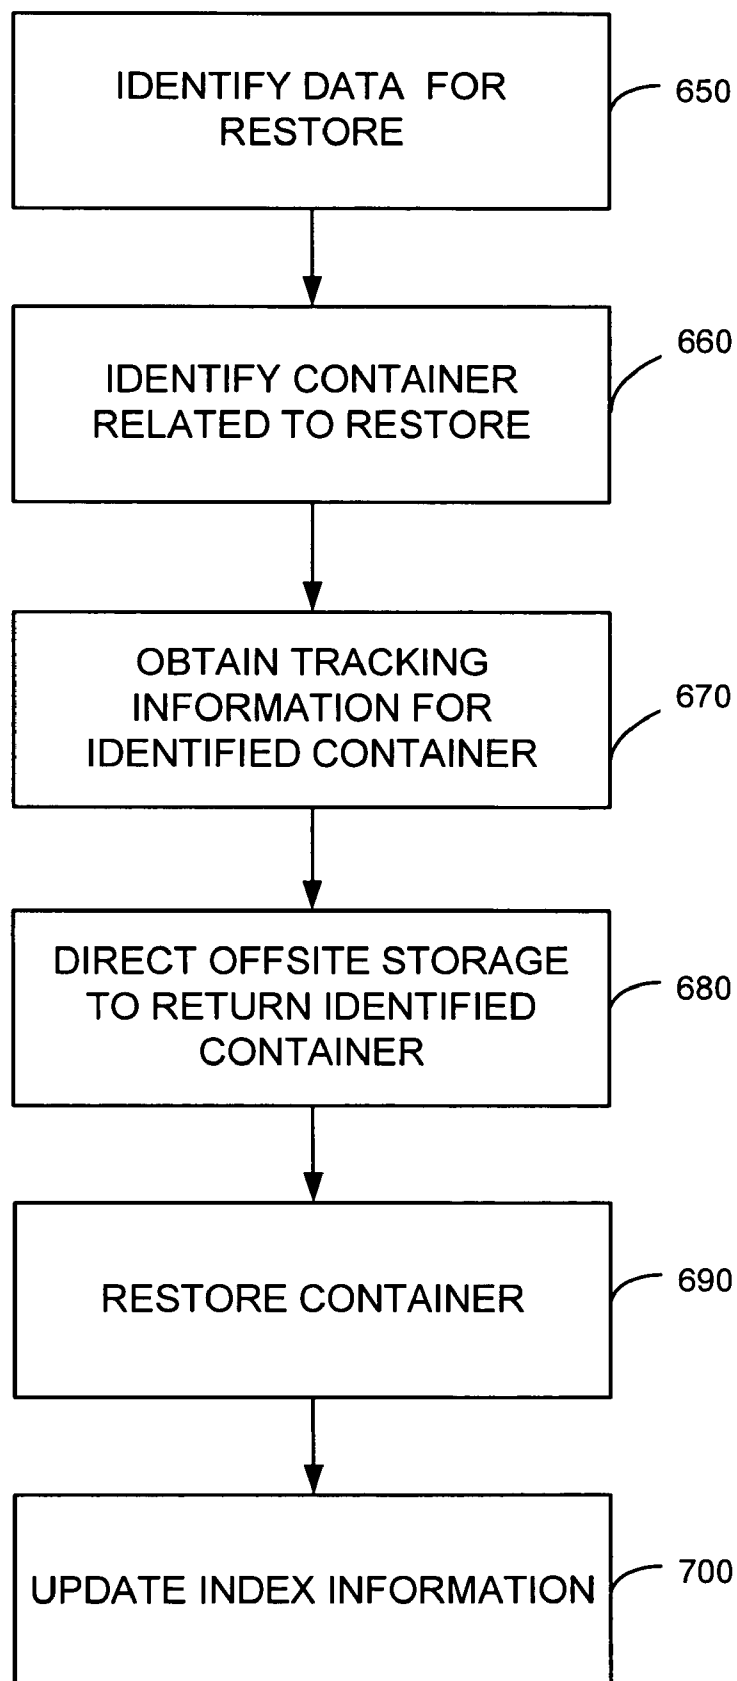 IDENTIFY DATA FOR
RESTORE
650
IDENTIFY CONTAINER
RELATED TO RESTORE
660
OBTAIN TRACKING
INFORMATION FOR
IDENTIFIED CONTAINER
670
DIRECT OFFSITE STORAGE
TO RETURN IDENTIFIED
CONTAINER
680
RESTORE CONTAINER
690
UPDATE INDEX INFORMATION
700